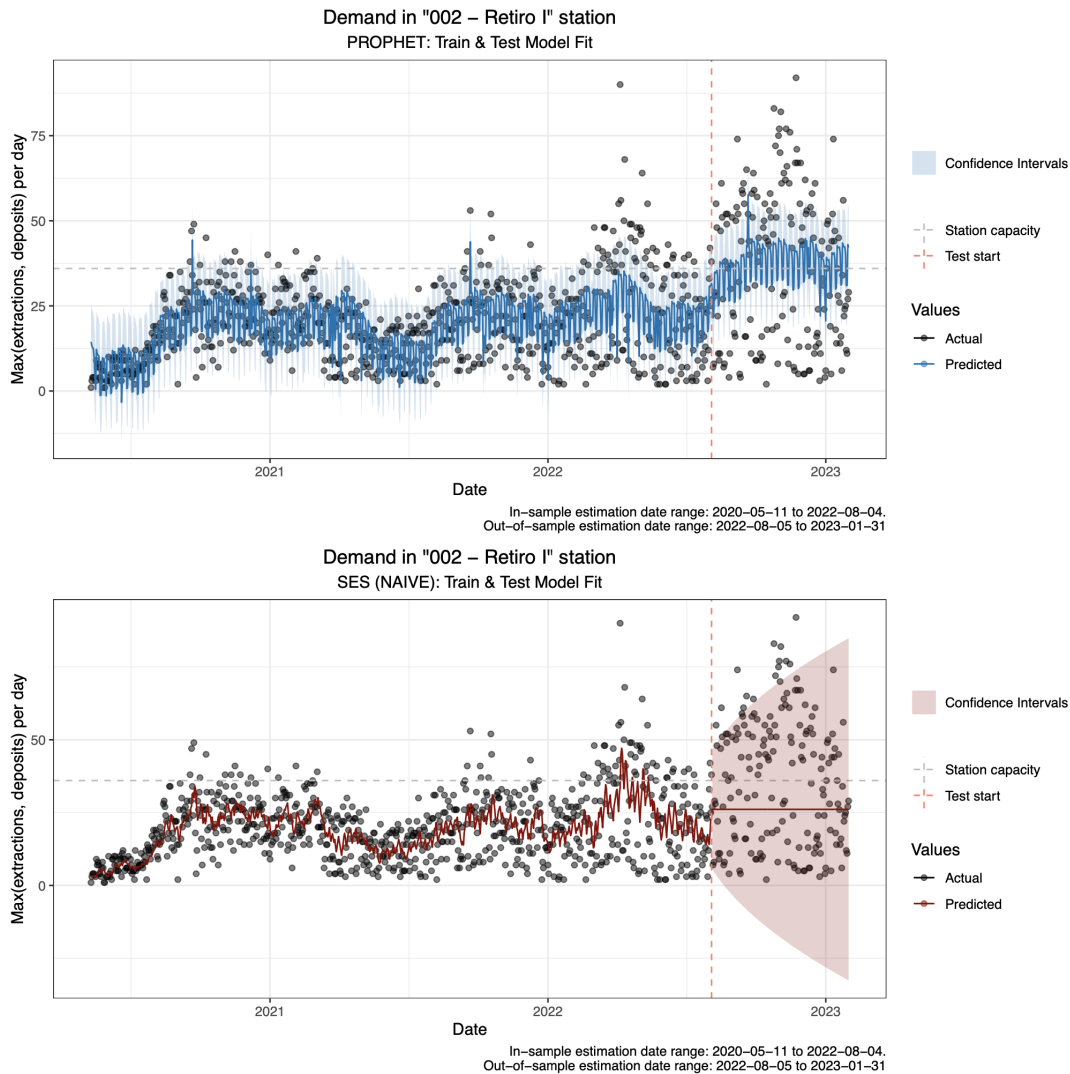 Demand in "002 – Retiro I" station
PROPHET: Train & Test Model Fit
Max(extractions, deposits) per day
75
50
25
0
2021
2022
2023
Date
Confidence Intervals
Station capacity
Test start
Values
Actual
Predicted
In–sample estimation date range: 2020–05–11 to 2022–08–04.
Out–of–sample estimation date range: 2022–08–05 to 2023–01–31
Demand in "002 – Retiro I" station
SES (NAIVE): Train & Test Model Fit
Max(extractions, deposits) per day
50
0
2021
2022
2023
Date
Confidence Intervals
Station capacity
Test start
Values
Actual
Predicted
In–sample estimation date range: 2020–05–11 to 2022–08–04.
Out–of–sample estimation date range: 2022–08–05 to 2023–01–31